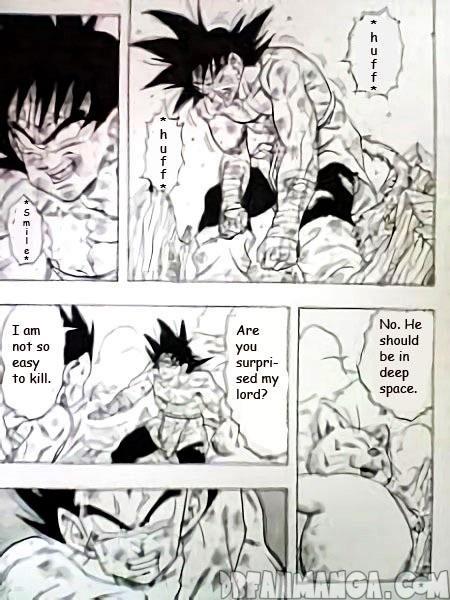 *huff*
*huff*
*Smile*
No. He
should
be in
deep
space.
Are
you
surpri-
sed my
lord?
I am
not so
easy
to kill.
DBFANMANGA.COM